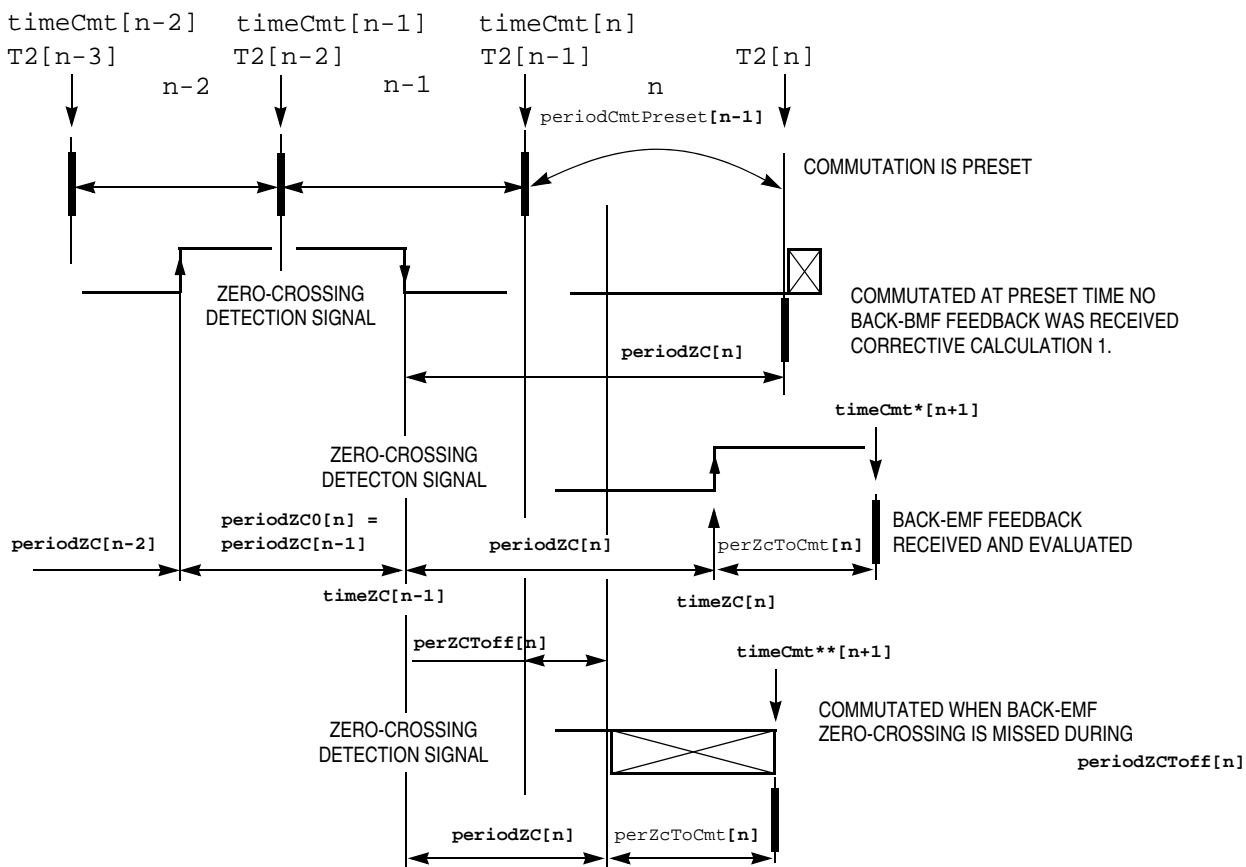 timeCmt[n-2] timeCmt[n-1] timeCmt[n]
T2[n-3] T2[n-2] T2[n-1] T2[n]
n-2 n-1 n
periodCmtPreset[n-1]
COMMUTATION IS PRESET
ZERO-CROSSING
DETECTION SIGNAL
COMMUTATED AT PRESET TIME NO
BACK-BMF FEEDBACK WAS RECEIVED
CORRECTIVE CALCULATION 1.
periodZC[n]
timeCmt*[n+1]
ZERO-CROSSING
DETECTON SIGNAL
BACK-EMF FEEDBACK
RECEIVED AND EVALUATED
periodZC0[n] =
periodZC[n-2] periodZC[n-1] periodZC[n] perZcToCmt[n]
timeZC[n-1] timeZC[n]
perZCToff[n]
timeCmt**[n+1]
ZERO-CROSSING
DETECTION SIGNAL
COMMUTATED WHEN BACK-EMF
ZERO-CROSSING IS MISSED DURING
periodZCToff[n]
periodZC[n] perZcToCmt[n]